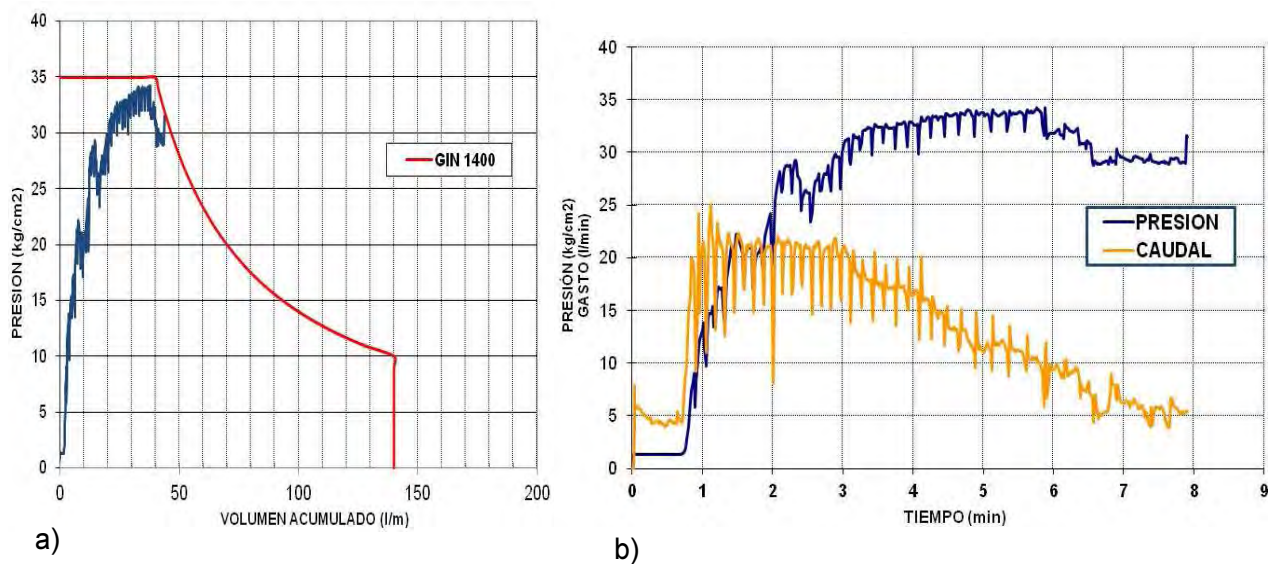 40
35
30
25
20
15
10
5
0
PRESION (kg/cm2)
GIN 1400
0 50 100 150 200
VOLUMEN ACUMULADO (l/m)
a)
40
35
30
25
20
15
10
5
0
PRESIÓN (kg/cm2)
GASTO (l/min)
PRESION
CAUDAL
0 1 2 3 4 5 6 7 8 9
TIEMPO (min)
b)